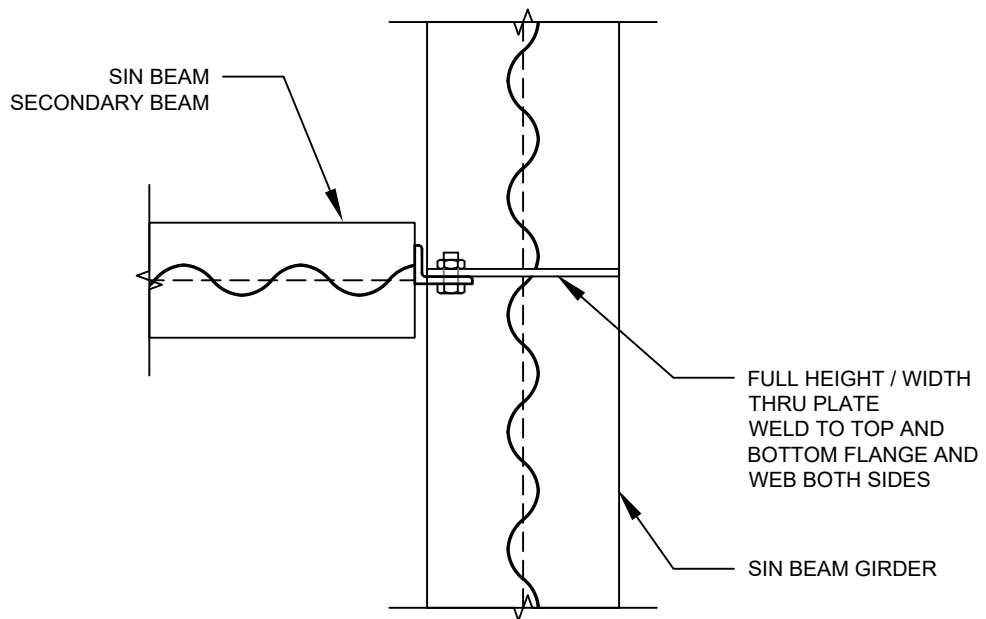 SIN BEAM
SECONDARY BEAM
FULL HEIGHT / WIDTH
THRU PLATE
WELD TO TOP AND
BOTTOM FLANGE AND
WEB BOTH SIDES
SIN BEAM GIRDER